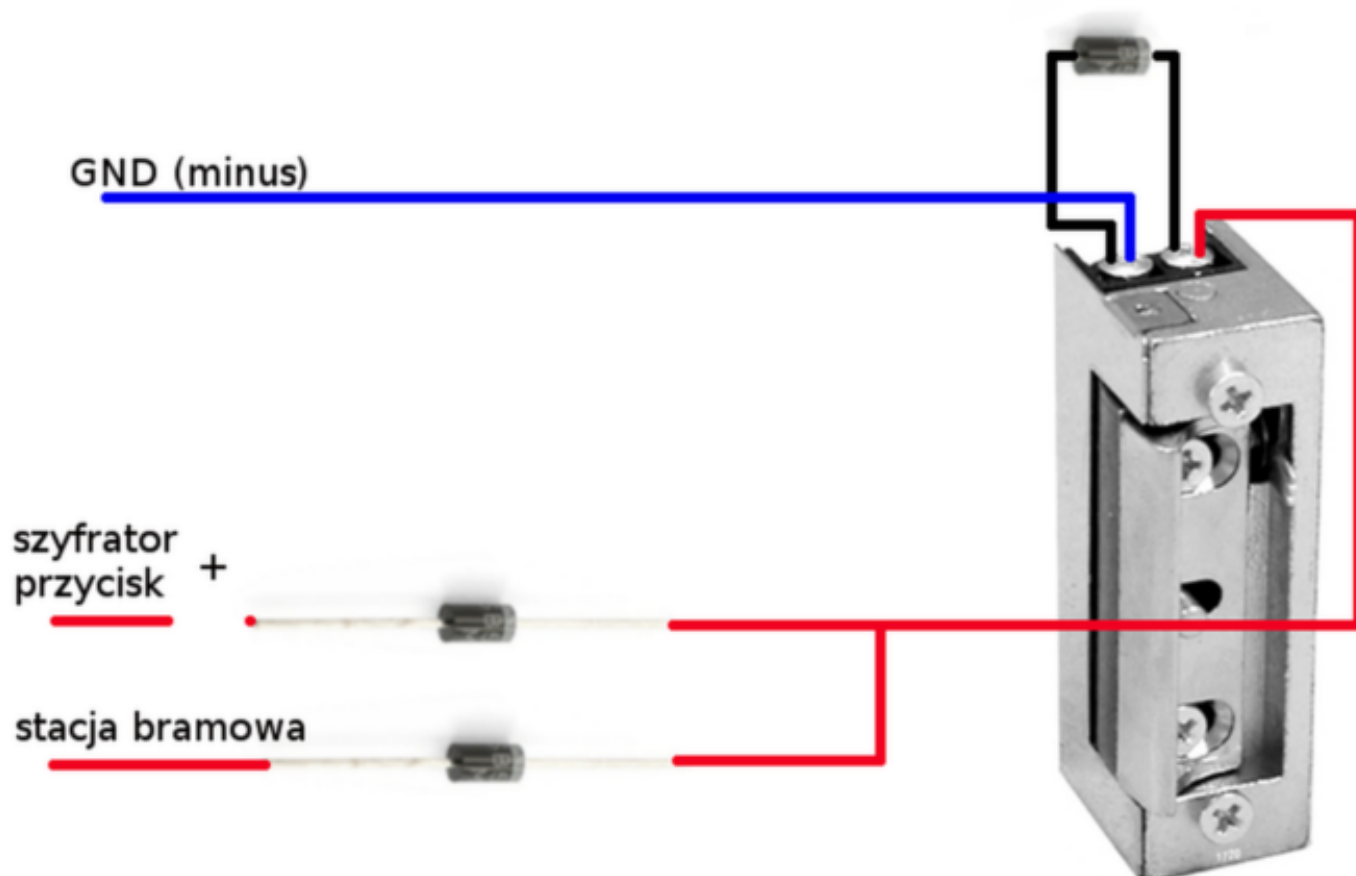 GND (minus)
szyfrator
przycisk +
stacja bramowa